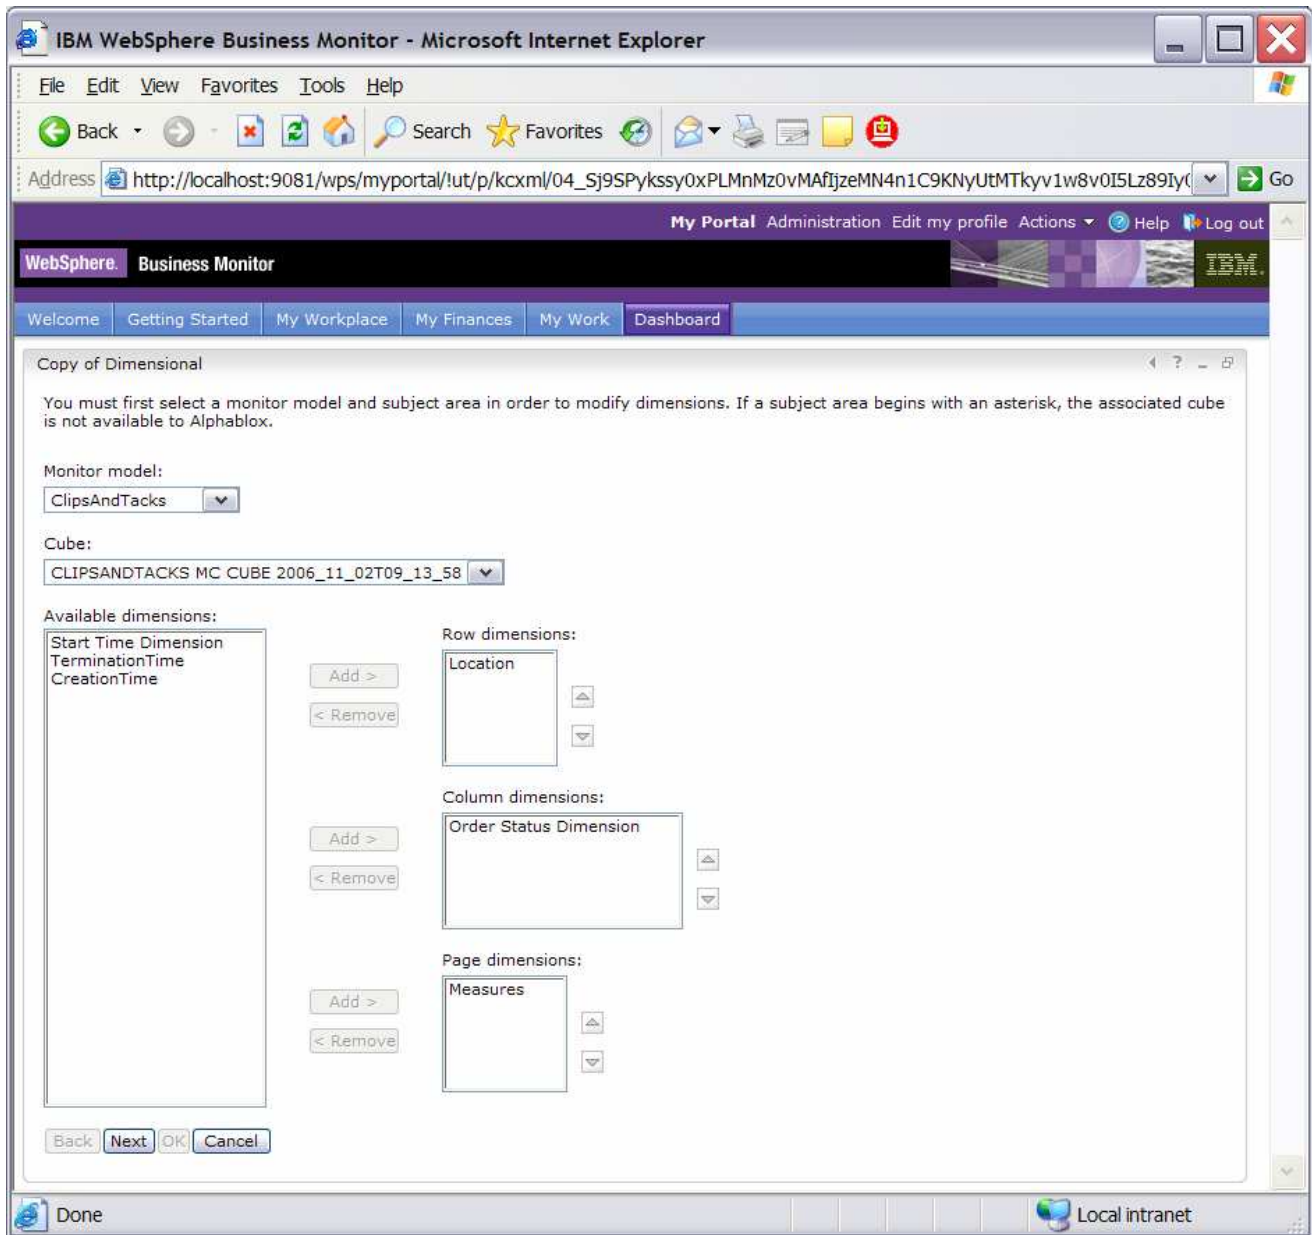 IBM WebSphere Business Monitor - Microsoft Internet Explorer
File Edit View Favorites Tools Help
Back Search Favorites
Address http://localhost:9081/wps/myportal/!ut/p/kcxml/04_Sj9SPykssy0xPLMnMz0vMAfIjzeMN4n1C9KNyUtMTkyv1w8v0I5Lz89Iy( Go
My Portal Administration Edit my profile Actions Help Log out
WebSphere. Business Monitor IBM.
Welcome Getting Started My Workplace My Finances My Work Dashboard
Copy of Dimensional
You must first select a monitor model and subject area in order to modify dimensions. If a subject area begins with an asterisk, the associated cube
is not available to Alphablox.
Monitor model:
ClipsAndTacks
Cube:
CLIPSANDTACKS MC CUBE 2006_11_02T09_13_58
Available dimensions:
Start Time Dimension
TerminationTime
CreationTime
Row dimensions:
Location
Add >
< Remove
Column dimensions:
Order Status Dimension
Add >
< Remove
Page dimensions:
Measures
Add >
< Remove
Back Next OK Cancel
Done Local intranet